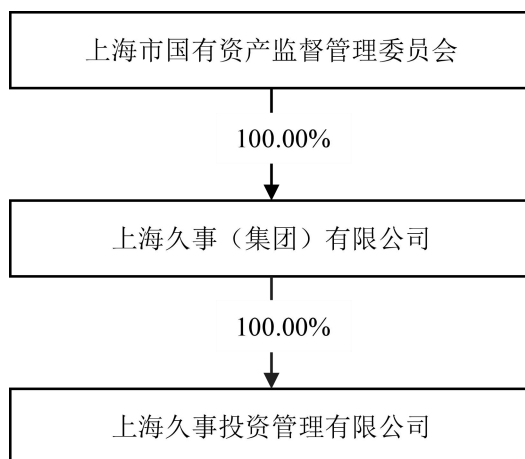 上海市国有资产监督管理委员会
100.00%
上海久事（集团）有限公司
100.00%
上海久事投资管理有限公司